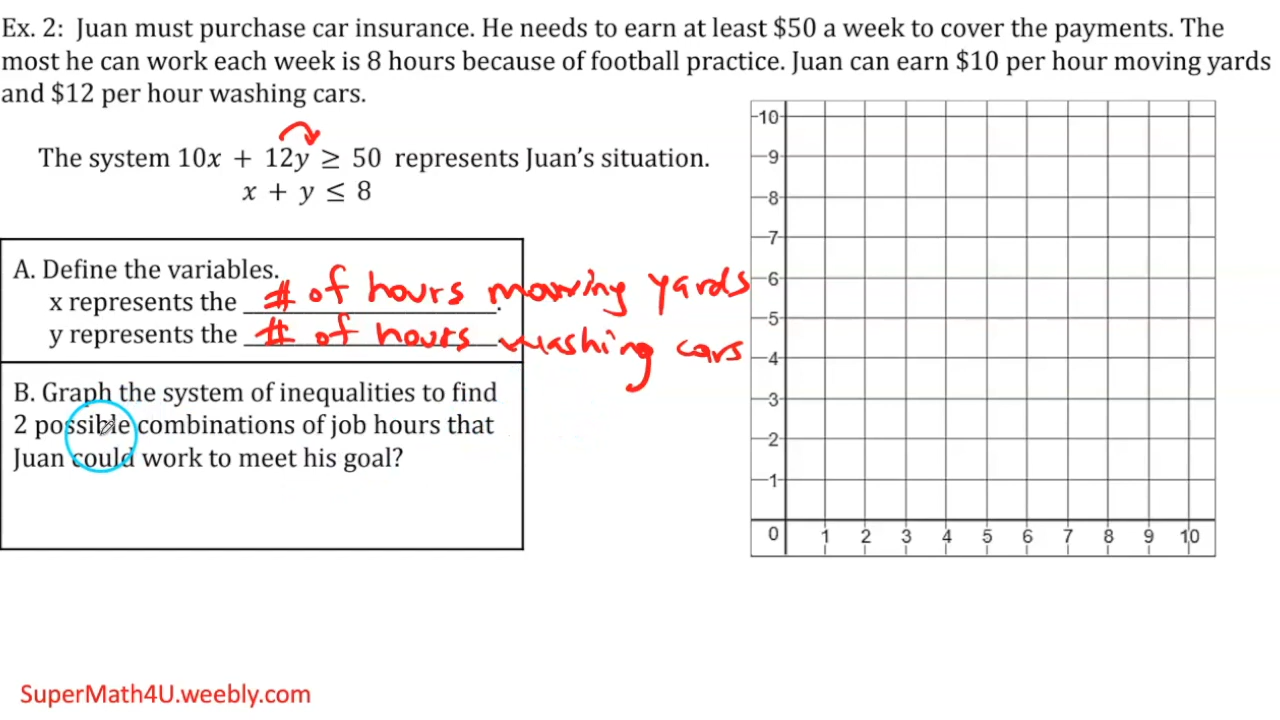 Ex. 2: Juan must purchase car insurance. He needs to earn at least $50 a week to cover the payments. The
most he can work each week is 8 hours because of football practice. Juan can earn $10 per hour moving yards
and $12 per hour washing cars.
The system 10x + 12y ≥ 50 represents Juan's situation.
x + y ≤ 8
A. Define the variables.
x represents the # of hours mowing yards.
y represents the # of hours washing cars.
B. Graph the system of inequalities to find
2 possible combinations of job hours that
Juan could work to meet his goal?
10
9
8
7
6
5
4
3
2
1
0 1 2 3 4 5 6 7 8 9 10
SuperMath4U.weebly.com